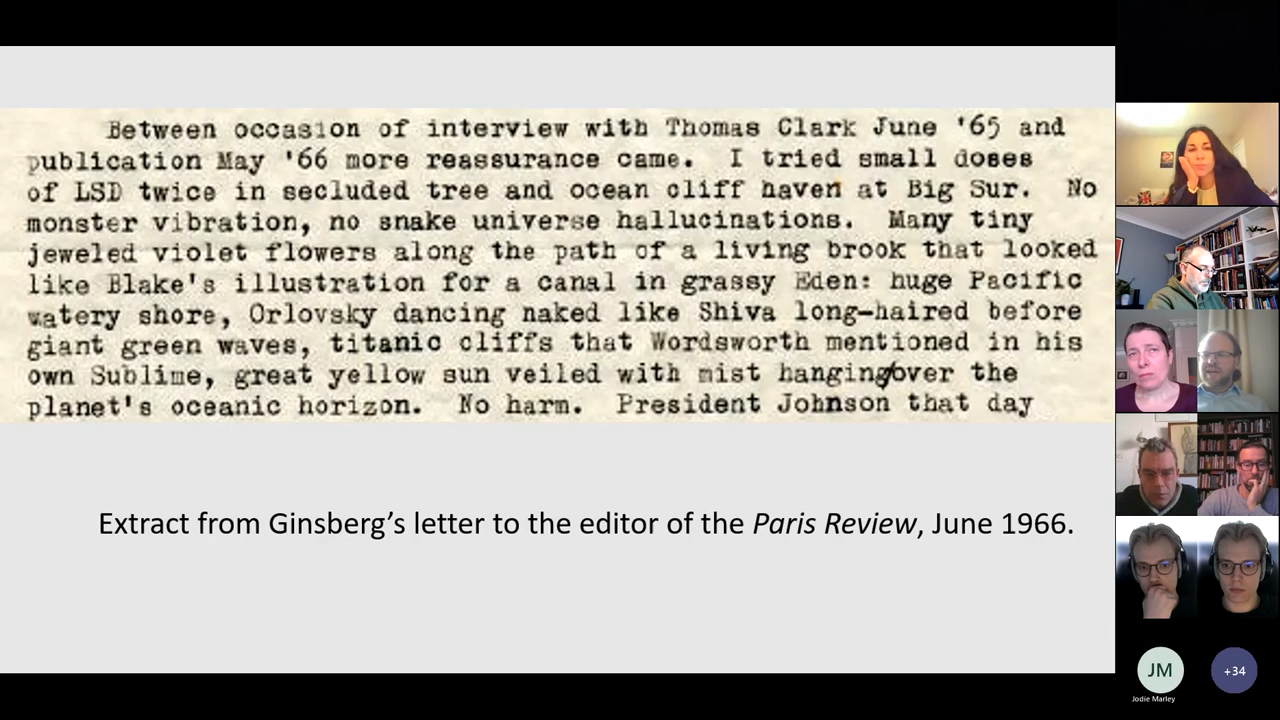 Between occasion of interview with Thomas Clark June '65 and
publication May '66 more reassurance came. I tried small doses
of LSD twice in secluded tree and ocean cliff haven at Big Sur. No
monster vibration, no snake universe hallucinations. Many tiny
jeweled violet flowers along the path of a living brook that looked
like Blake's illustration for a canal in grassy Eden: huge Pacific
watery shore, Orlovsky dancing naked like Shiva long-haired before
giant green waves, titanic cliffs that Wordsworth mentioned in his
own Sublime, great yellow sun veiled with mist hanging/over the
planet's oceanic horizon. No harm. President Johnson that day
Extract from Ginsberg’s letter to the editor of the Paris Review, June 1966.
JM
+34
Jodie Marley